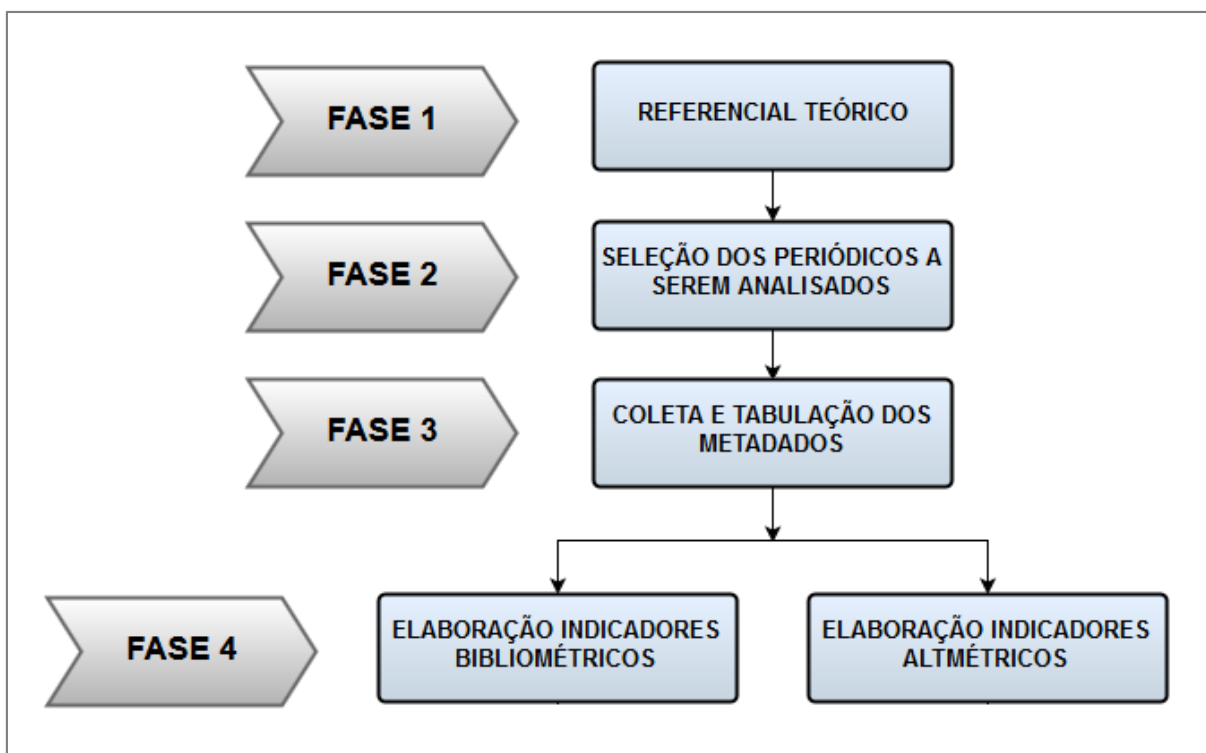 FASE 1
REFERENCIAL TEÓRICO
FASE 2
SELEÇÃO DOS PERIÓDICOS A
SEREM ANALISADOS
FASE 3
COLETA E TABULAÇÃO DOS
METADADOS
FASE 4
ELABORAÇÃO INDICADORES
BIBLIOMÉTRICOS
ELABORAÇÃO INDICADORES
ALTMÉTRICOS